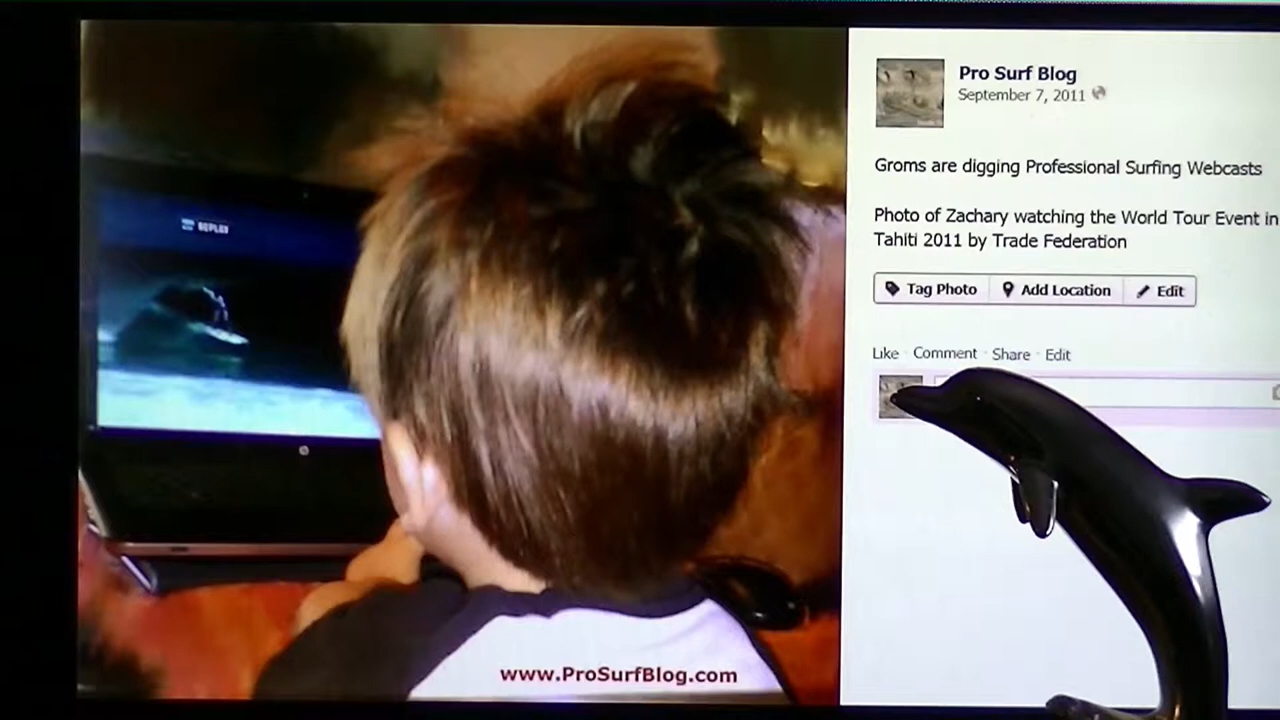 REPLAY
www.ProSurfBlog.com
Pro Surf Blog
September 7, 2011
Groms are digging Professional Surfing Webcasts
Photo of Zachary watching the World Tour Event in
Tahiti 2011 by Trade Federation
Tag Photo Add Location Edit
Like · Comment · Share · Edit